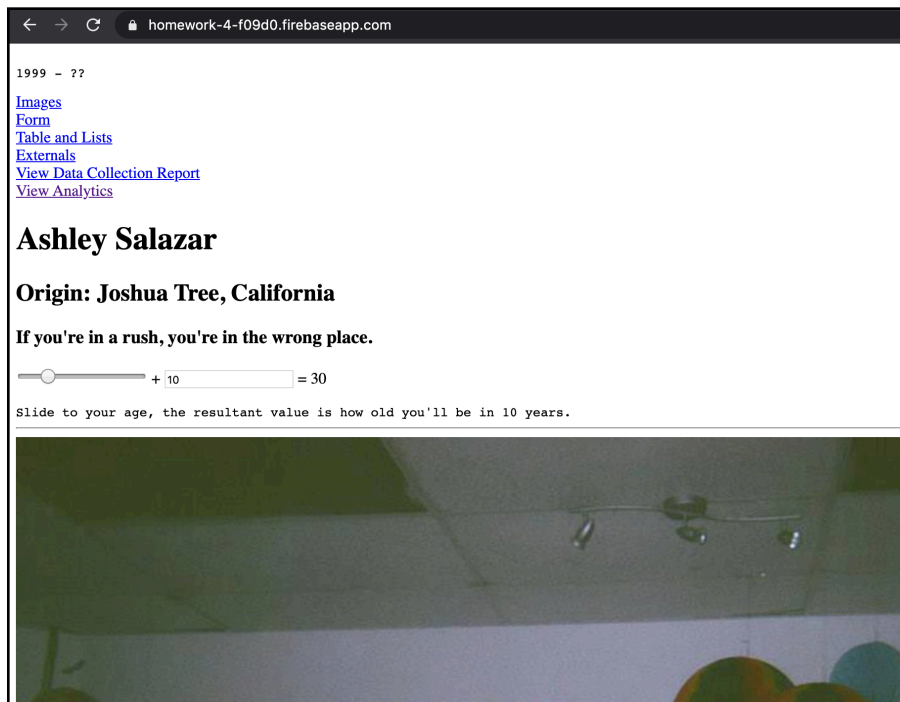 homework-4-f09d0.firebaseapp.com
1999 – ??
Images
Form
Table and Lists
Externals
View Data Collection Report
View Analytics
Ashley Salazar
Origin: Joshua Tree, California
If you're in a rush, you're in the wrong place.
+ 10 = 30
Slide to your age, the resultant value is how old you'll be in 10 years.